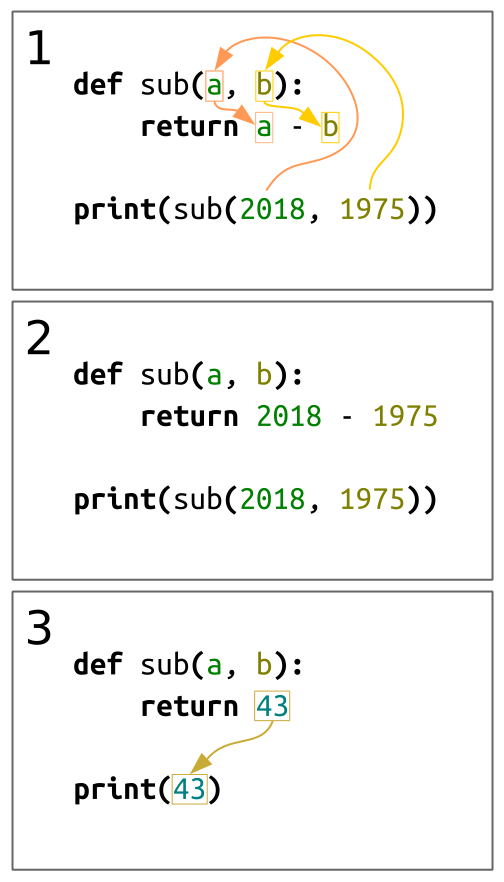 1
def sub(a, b):
    return a - b
print(sub(2018, 1975))
2
def sub(a, b):
    return 2018 - 1975
print(sub(2018, 1975))
3
def sub(a, b):
    return 43
print(43)